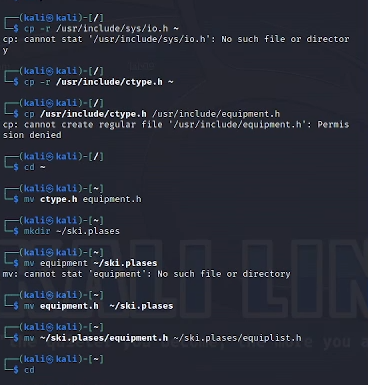 ┌──(kali㉿kali)-[/]
└─$ cp -r /usr/include/sys/io.h ~
cp: cannot stat '/usr/include/sys/io.h': No such file or director
y
┌──(kali㉿kali)-[/]
└─$ cp -r /usr/include/ctype.h ~
┌──(kali㉿kali)-[/]
└─$ cp /usr/include/ctype.h /usr/include/equipment.h
cp: cannot create regular file '/usr/include/equipment.h': Permis
sion denied
┌──(kali㉿kali)-[/]
└─$ cd ~
┌──(kali㉿kali)-[~]
└─$ mv ctype.h equipment.h
┌──(kali㉿kali)-[~]
└─$ mkdir ~/ski.plases
┌──(kali㉿kali)-[~]
└─$ mv equipment ~/ski.plases
mv: cannot stat 'equipment': No such file or directory
┌──(kali㉿kali)-[~]
└─$ mv equipment.h  ~/ski.plases
┌──(kali㉿kali)-[~]
└─$ mv ~/ski.plases/equipment.h ~/ski.plases/equiplist.h
┌──(kali㉿kali)-[~]
└─$ cd